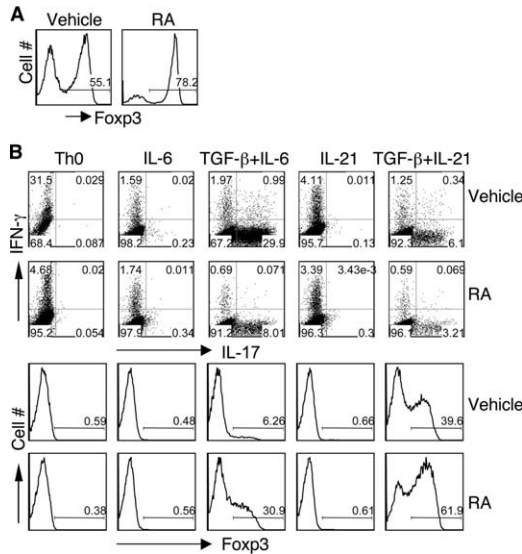 A
Vehicle RA
Cell #
55.1 78.2
Foxp3
B
Th0 IL-6 TGF-β+IL-6 IL-21 TGF-β+IL-21
31.5 0.029 1.59 0.02 1.97 0.99 4.11 0.011 1.25 0.34
Vehicle
68.4 0.087 98.2 0.23 67.2 29.9 95.7 0.13 92.3 6.1
IFN-γ
4.68 0.02 1.74 0.011 0.69 0.071 3.39 3.43e-3 0.59 0.069
RA
95.2 0.054 97.9 0.34 91.2 8.01 96.3 0.3 96.1 3.21
IL-17
Vehicle
0.59 0.48 6.26 0.66 39.6
Cell #
RA
0.38 0.56 30.9 0.61 61.9
Foxp3